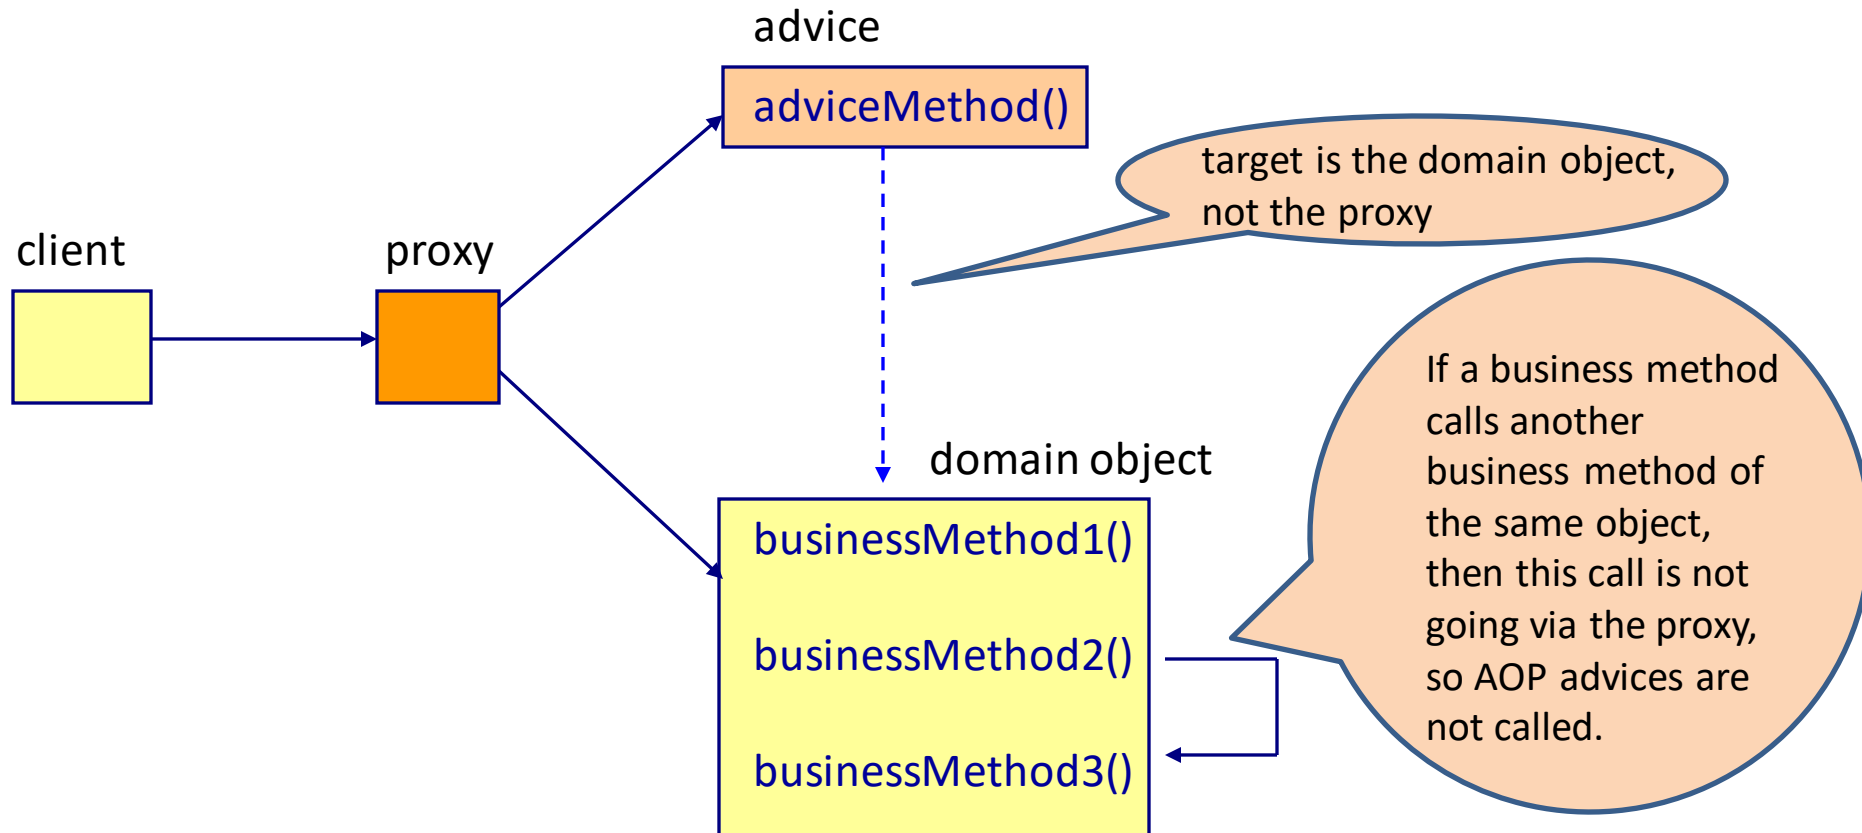 advice
adviceMethod()
target is the domain object,
not the proxy
client
proxy
If a business method
calls another
business method of
the same object,
then this call is not
going via the proxy,
so AOP advices are
not called.
domain object
businessMethod1()
businessMethod2()
businessMethod3()